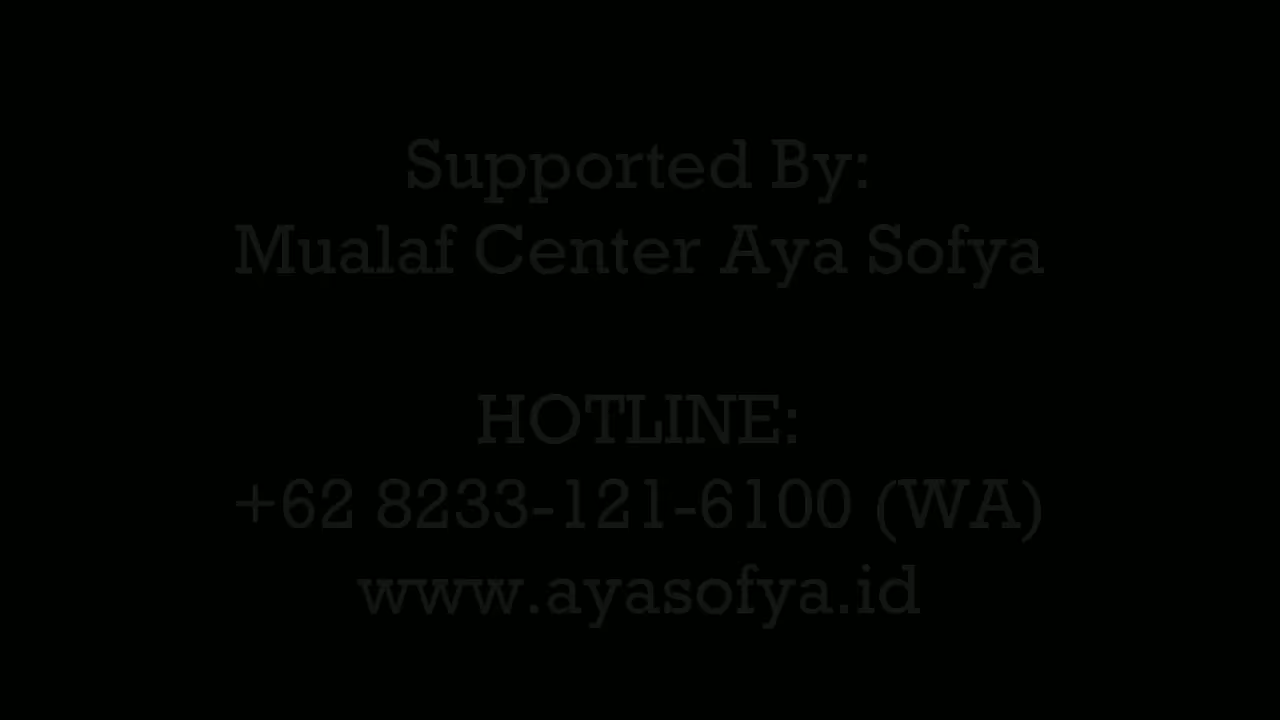 Supported By:
Mualaf Center Aya Sofya
HOTLINE:
+62 8233-121-6100 (WA)
www.ayasofya.id